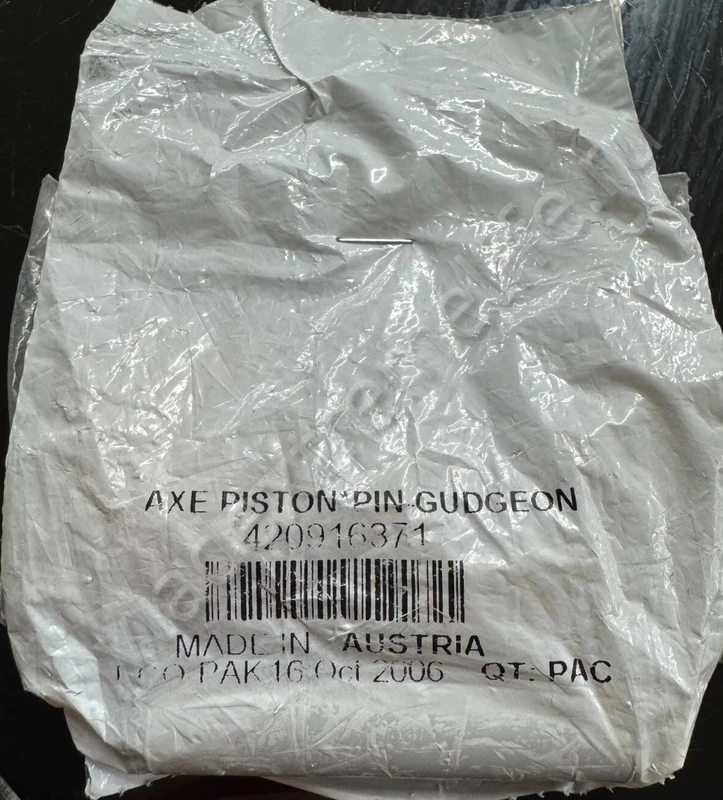 AXE PISTON*PIN-GUDGEON
420916371
MADE IN AUSTRIA
PAK 16 Oct 2006 QT: PAC